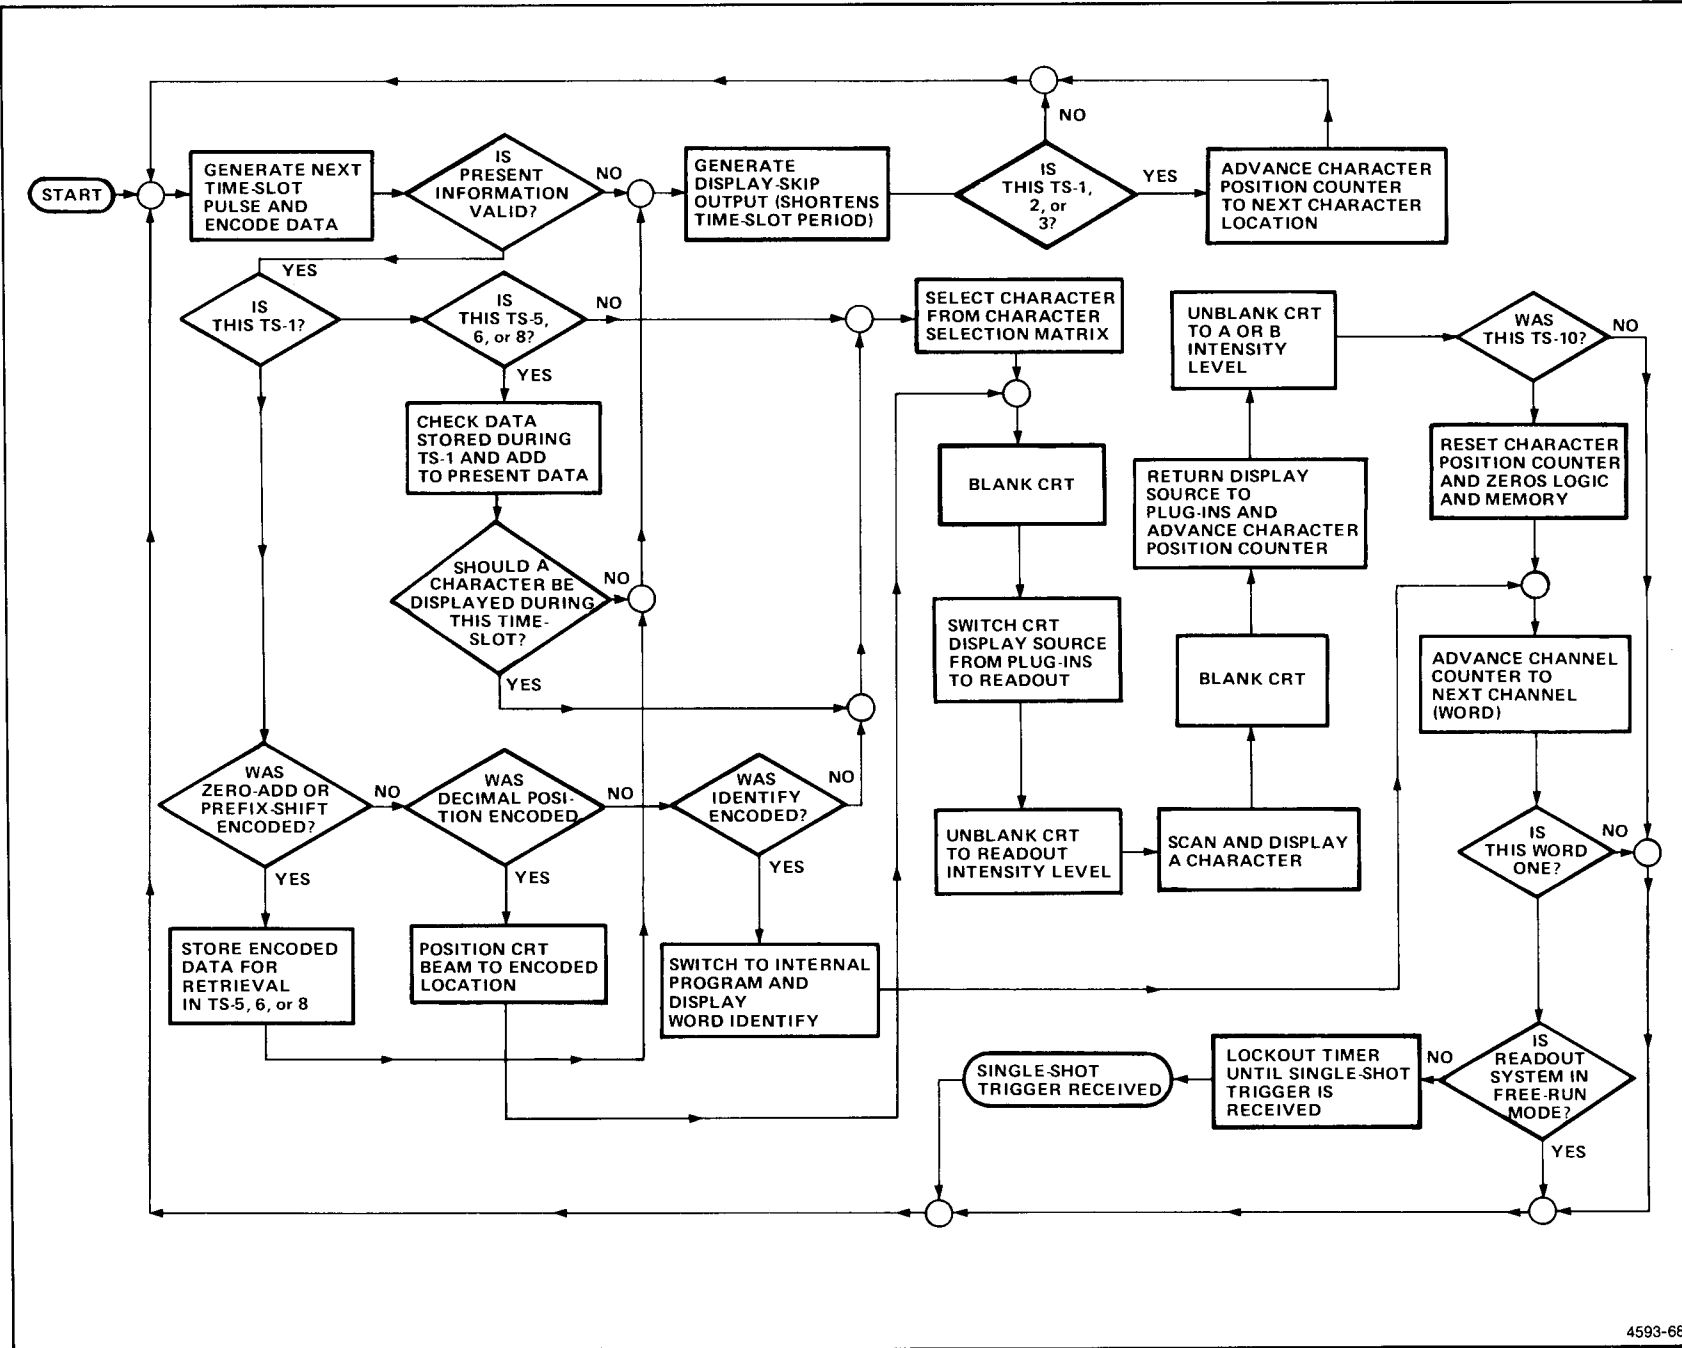 START
GENERATE NEXT
TIME-SLOT
PULSE AND
ENCODE DATA
IS
PRESENT
INFORMATION
VALID?
NO
GENERATE
DISPLAY-SKIP
OUTPUT (SHORTENS
TIME-SLOT PERIOD)
NO
IS
THIS TS-1,
2, or
3?
YES
ADVANCE CHARACTER
POSITION COUNTER
TO NEXT CHARACTER
LOCATION
YES
IS
THIS TS-1?
IS
THIS TS-5,
6, or 8?
NO
YES
CHECK DATA
STORED DURING
TS-1 AND ADD
TO PRESENT DATA
SHOULD A
CHARACTER BE
DISPLAYED DURING
THIS TIME-
SLOT?
NO
YES
SELECT CHARACTER
FROM CHARACTER
SELECTION MATRIX
BLANK CRT
SWITCH CRT
DISPLAY SOURCE
FROM PLUG-INS
TO READOUT
UNBLANK CRT
TO READOUT
INTENSITY LEVEL
SCAN AND DISPLAY
A CHARACTER
BLANK CRT
RETURN DISPLAY
SOURCE TO
PLUG-INS AND
ADVANCE CHARACTER
POSITION COUNTER
UNBLANK CRT
TO A OR B
INTENSITY
LEVEL
WAS
THIS TS-10?
NO
RESET CHARACTER
POSITION COUNTER
AND ZEROS LOGIC
AND MEMORY
ADVANCE CHANNEL
COUNTER TO
NEXT CHANNEL
(WORD)
IS
THIS WORD
ONE?
NO
WAS
ZERO-ADD OR
PREFIX-SHIFT
ENCODED?
NO
YES
WAS
DECIMAL POSI-
TION ENCODED
NO
YES
WAS
IDENTIFY
ENCODED?
NO
YES
STORE ENCODED
DATA FOR
RETRIEVAL
IN TS-5, 6, or 8
POSITION CRT
BEAM TO ENCODED
LOCATION
SWITCH TO INTERNAL
PROGRAM AND
DISPLAY
WORD IDENTIFY
SINGLE-SHOT
TRIGGER RECEIVED
LOCKOUT TIMER
UNTIL SINGLE-SHOT
TRIGGER IS
RECEIVED
NO
IS
READOUT
SYSTEM IN
FREE-RUN
MODE?
YES
4593-68